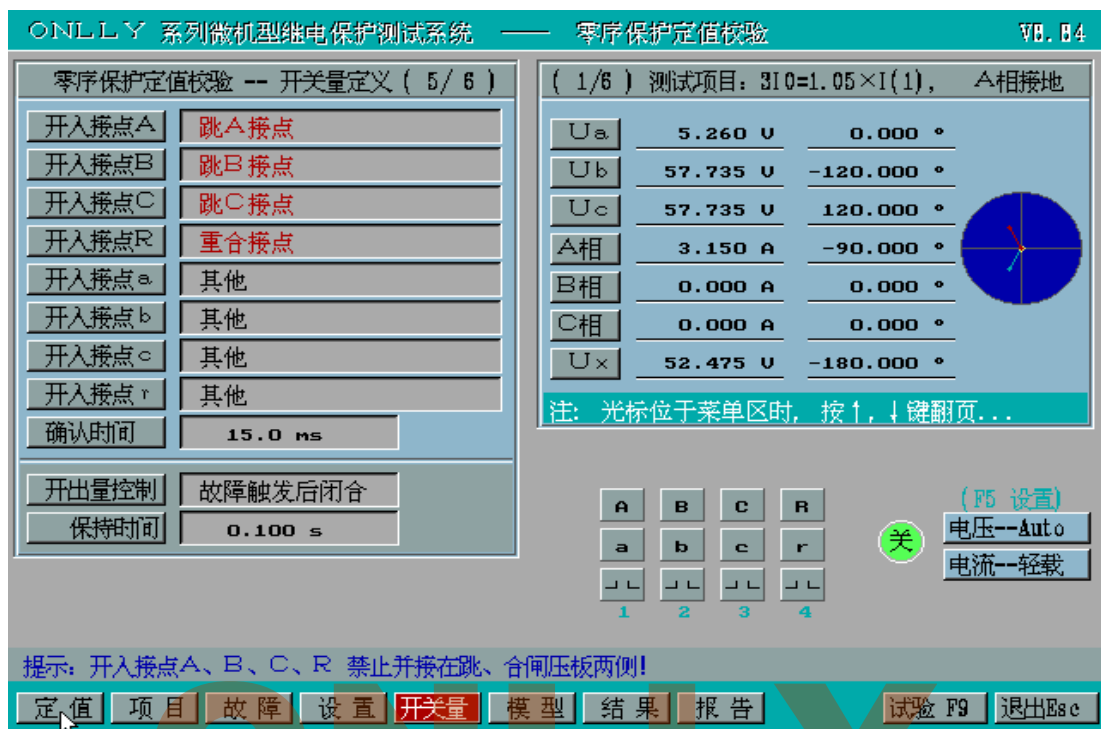 ONLLY 系列微机型继电保护测试系统 —— 零序保护定值校验 V8.04
零序保护定值校验 -- 开关量定义 ( 5/ 6 )
开入接点A 跳A接点
开入接点B 跳B接点
开入接点C 跳C接点
开入接点R 重合接点
开入接点a 其他
开入接点b 其他
开入接点c 其他
开入接点r 其他
确认时间 15.0 ms
开出量控制 故障触发后闭合
保持时间 0.100 s
( 1/6 ) 测试项目: 3I0=1.05×I(1), A相接地
Ua 5.260 V 0.000 °
Ub 57.735 V -120.000 °
Uc 57.735 V 120.000 °
A相 3.150 A -90.000 °
B相 0.000 A 0.000 °
C相 0.000 A 0.000 °
Ux 52.475 V -180.000 °
注: 光标位于菜单区时, 按↑,↓键翻页...
A B C R
a b c r
1 2 3 4
关
(F5 设置)
电压--Auto
电流--轻载
提示: 开入接点A、B、C、R 禁止并接在跳、合闸压板两侧!
定 值 项 目 故 障 设 置 开关量 模 型 结 果 报 告 试验 F9 退出Esc